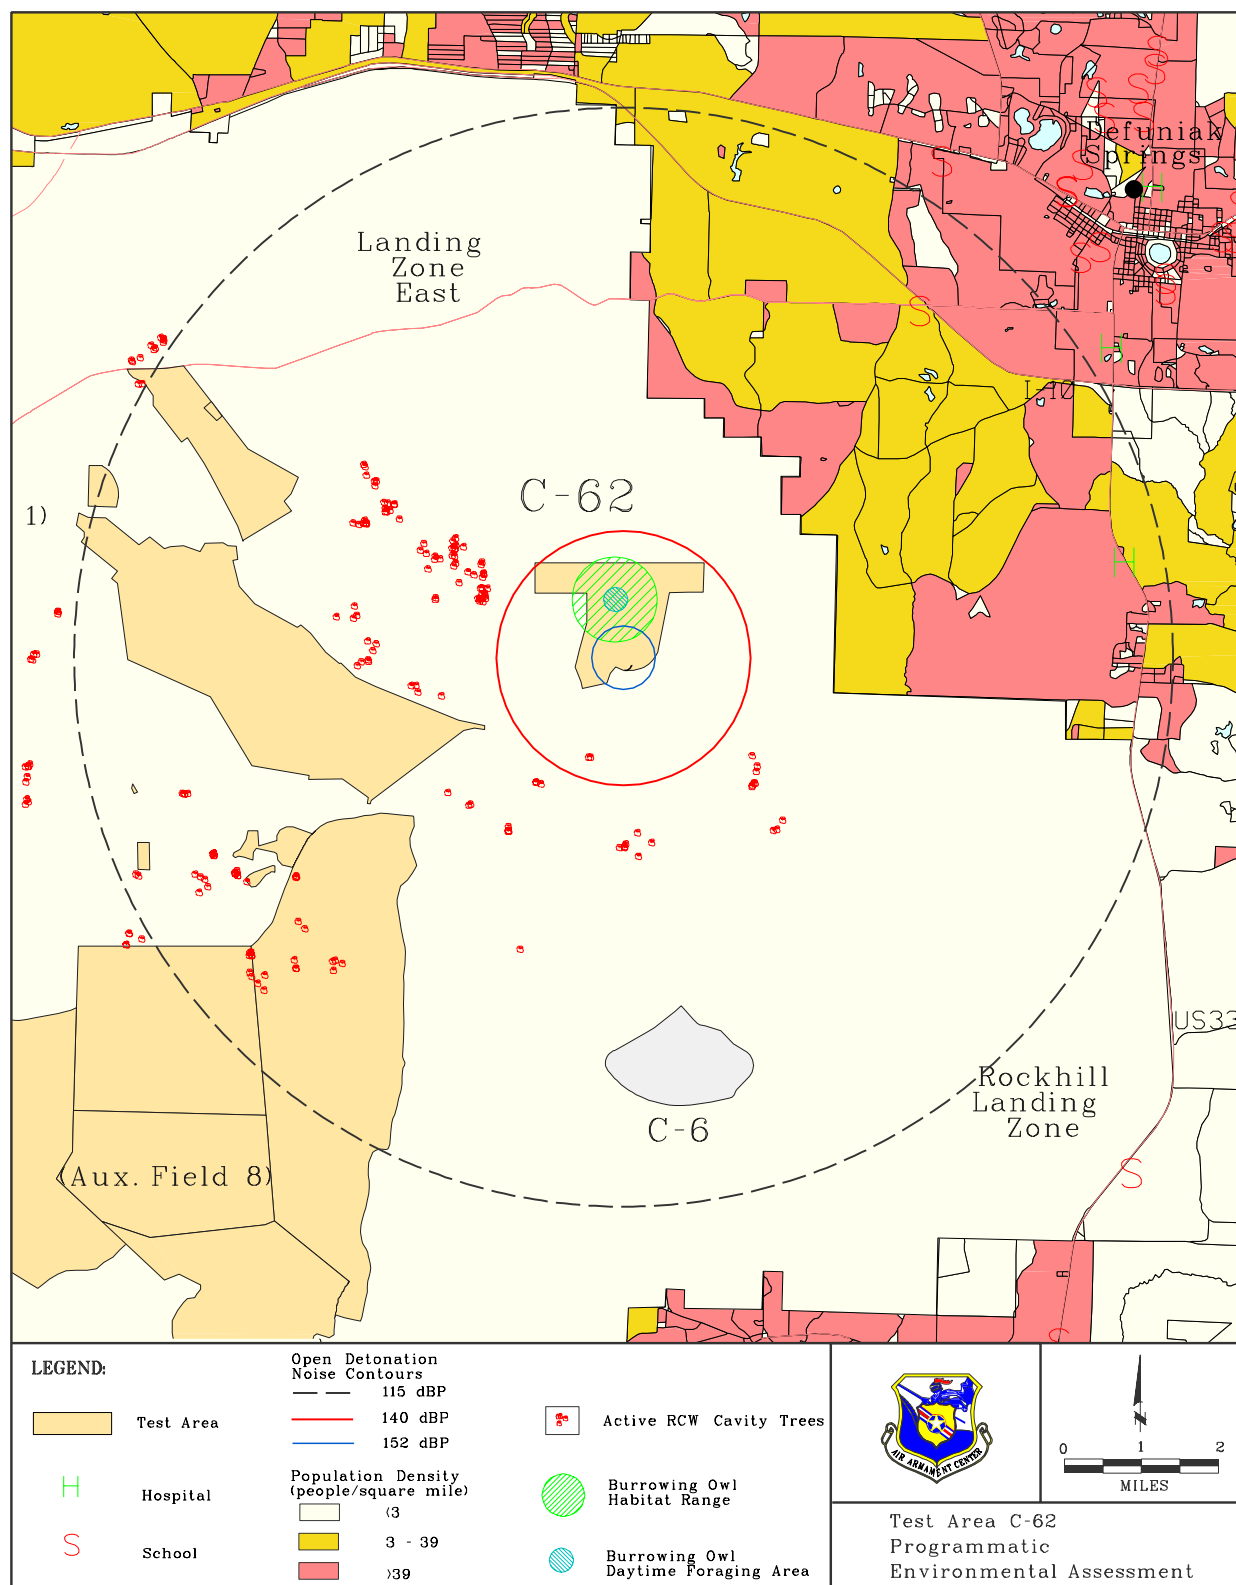 Defuniak
Springs
Landing
Zone
East
I-10
C-62
1)
H
H
H
S
S
S
S
US33
Rockhill
Landing
Zone
C-6
(Aux. Field 8)
S
LEGEND:
Test Area
H
Hospital
S
School
Open Detonation
Noise Contours
115 dBP
140 dBP
152 dBP
Population Density
(people/square mile)
<3
3 - 39
>39
Active RCW Cavity Trees
Burrowing Owl
Habitat Range
Burrowing Owl
Daytime Foraging Area
AIR ARMAMENT CENTER
0 1 2
MILES
Test Area C-62
Programmatic
Environmental Assessment